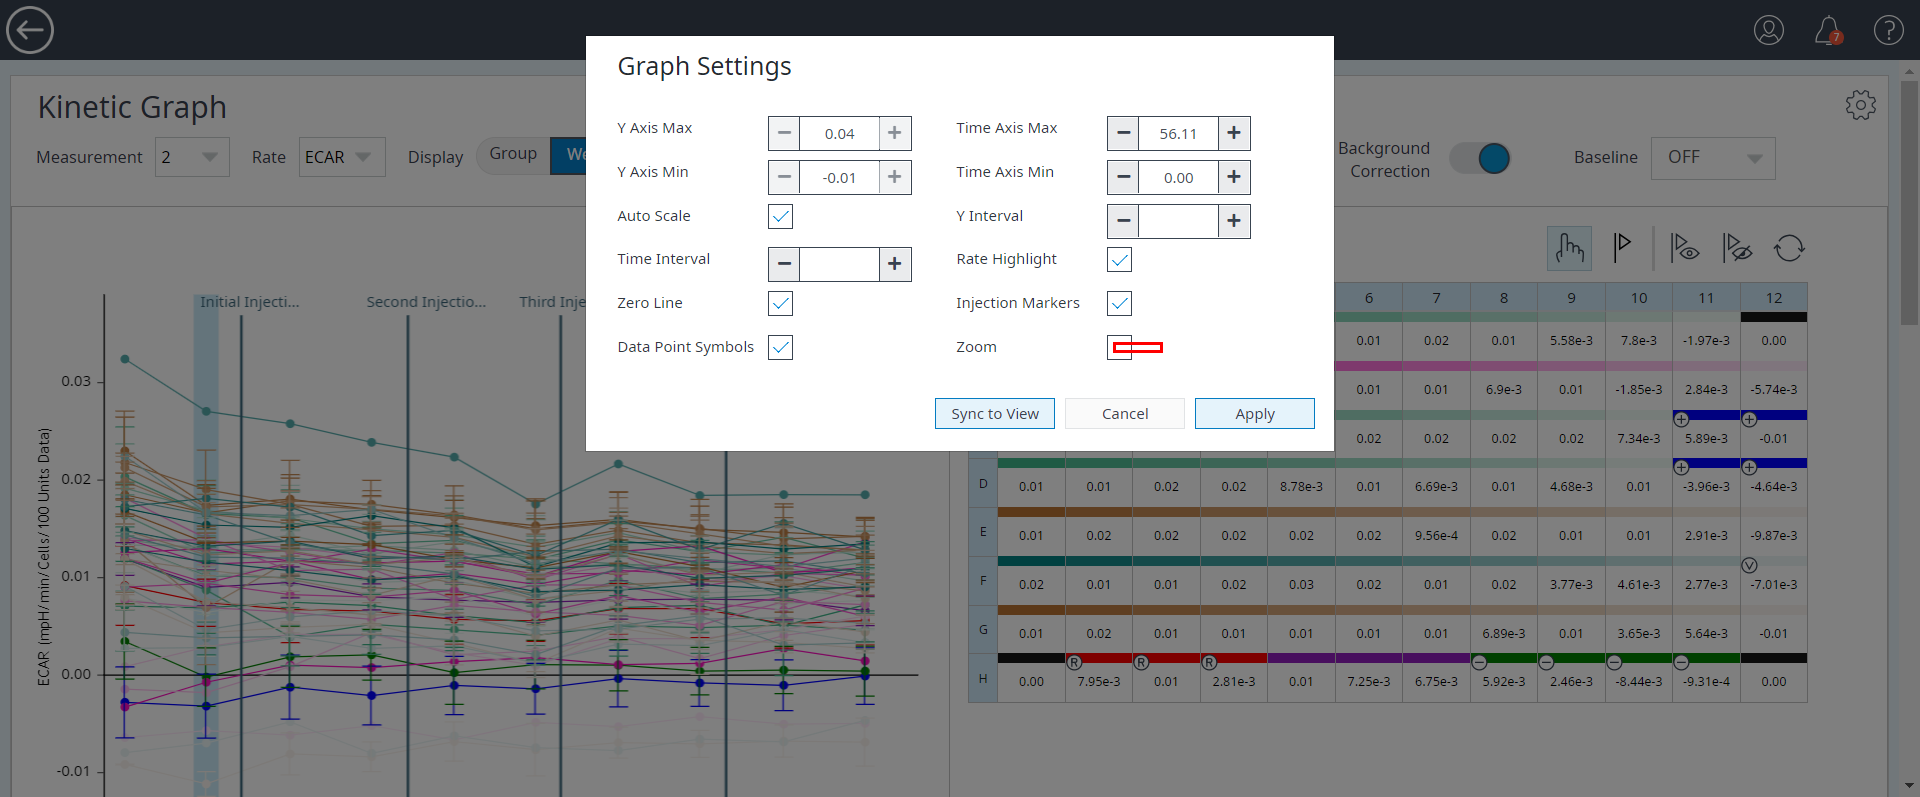 7
Graph Settings
Kinetic Graph
Y Axis Max 0.04 Time Axis Max 56.11
Measurement 2 Rate ECAR Display Group We
Background Correction Baseline OFF
Y Axis Min -0.01 Time Axis Min 0.00
Auto Scale Y Interval
Time Interval Rate Highlight
Zero Line Injection Markers
Data Point Symbols Zoom
Sync to View Cancel Apply
Initial Injecti... Second Injectio... Third Inje
0.03
0.02
0.01
0.00
-0.01
ECAR (mpH/min/Cells/100 Units Data)
6 7 8 9 10 11 12
0.01 0.02 0.01 5.58e-3 7.8e-3 -1.97e-3 0.00
0.01 0.01 6.9e-3 0.01 -1.85e-3 2.84e-3 -5.74e-3
0.02 0.02 0.02 0.02 7.34e-3 5.89e-3 -0.01
D 0.01 0.01 0.02 0.02 8.78e-3 0.01 6.69e-3 0.01 4.68e-3 0.01 -3.96e-3 -4.64e-3
E 0.01 0.02 0.02 0.02 0.02 0.02 9.56e-4 0.02 0.01 0.01 2.91e-3 -9.87e-3
V
F 0.02 0.01 0.01 0.02 0.03 0.02 0.01 0.02 3.77e-3 4.61e-3 2.77e-3 -7.01e-3
G 0.01 0.02 0.01 0.01 0.01 0.01 0.01 6.89e-3 0.01 3.65e-3 5.64e-3 -0.01
R R R
H 0.00 7.95e-3 0.01 2.81e-3 0.01 7.25e-3 6.75e-3 5.92e-3 2.46e-3 -8.44e-3 -9.31e-4 0.00